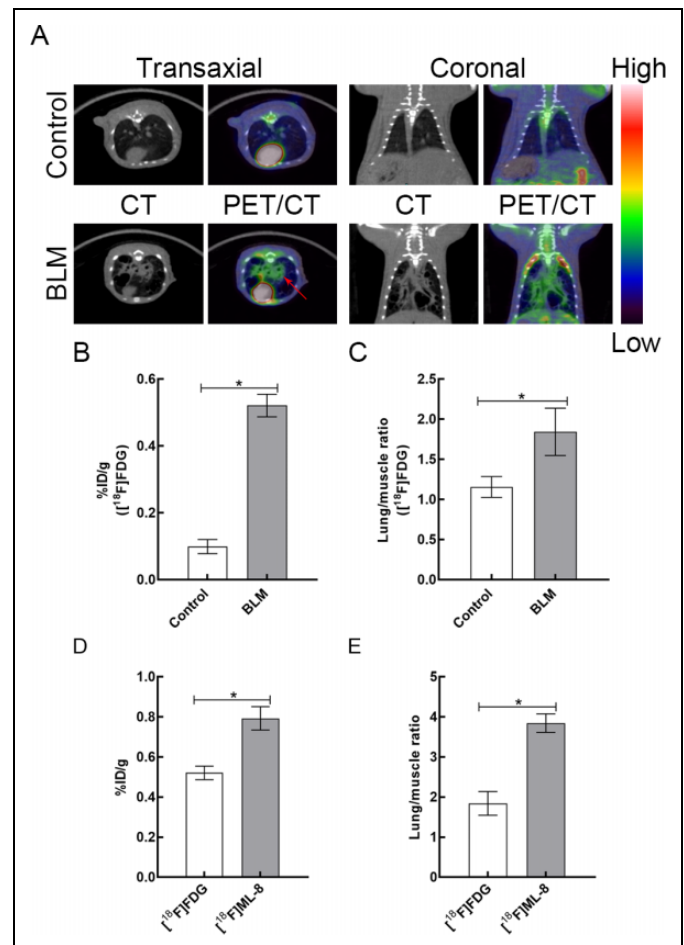 A
Transaxial Coronal High
Control
CT PET/CT CT PET/CT
BLM
Low
B
%ID/g
([¹⁸F]FDG)
0.6
0.4
0.2
0.0
*
Control BLM
C
Lung/muscle ratio
([¹⁸F]FDG)
2.5
2.0
1.5
1.0
0.5
0.0
*
Control BLM
D
%ID/g
1.0
0.8
0.6
0.4
0.2
0.0
*
[¹⁸F]FDG [¹⁸F]ML-8
E
Lung/muscle ratio
5
4
3
2
1
0
*
[¹⁸F]FDG [¹⁸F]ML-8